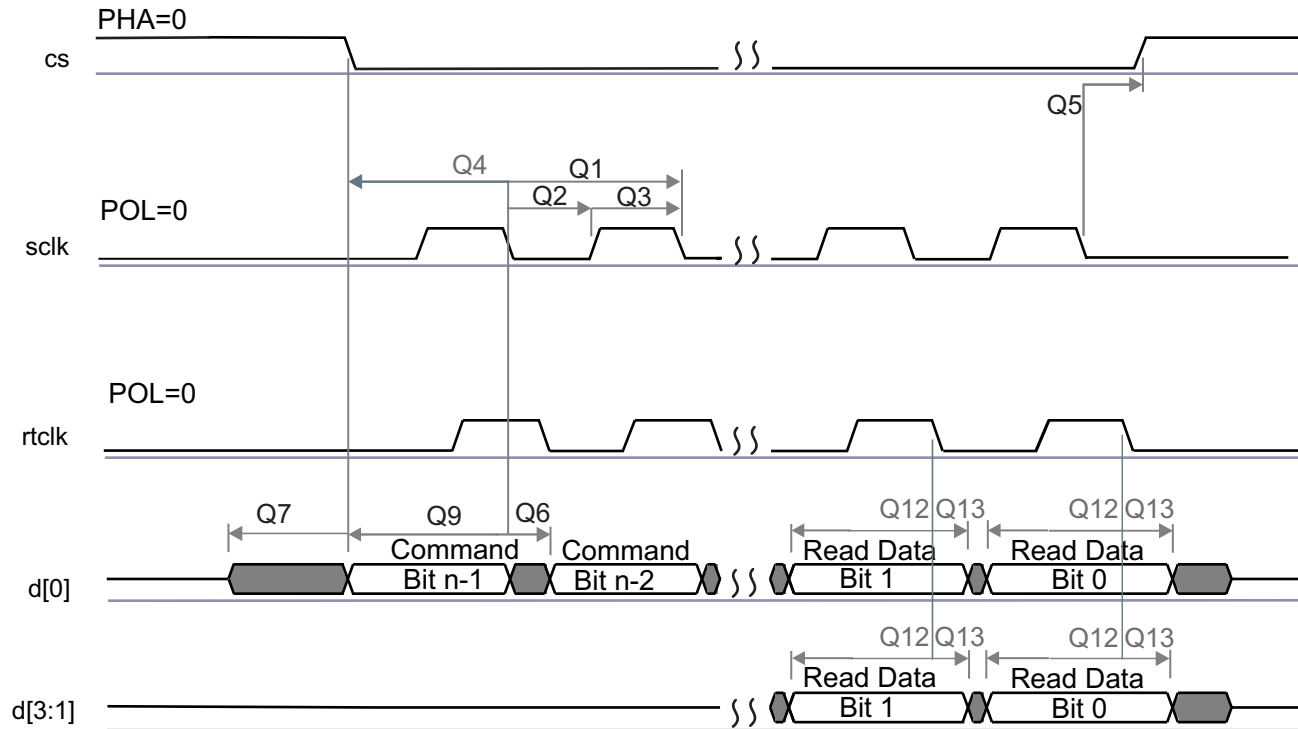 PHA=0
cs
Q5
Q4 Q1
Q2 Q3
POL=0
sclk
POL=0
rtclk
Q7 Q9 Q6 Q12 Q13 Q12 Q13
Command Command Read Data Read Data
d[0] Bit n-1 Bit n-2 Bit 1 Bit 0
Q12 Q13 Q12 Q13
Read Data Read Data
d[3:1] Bit 1 Bit 0